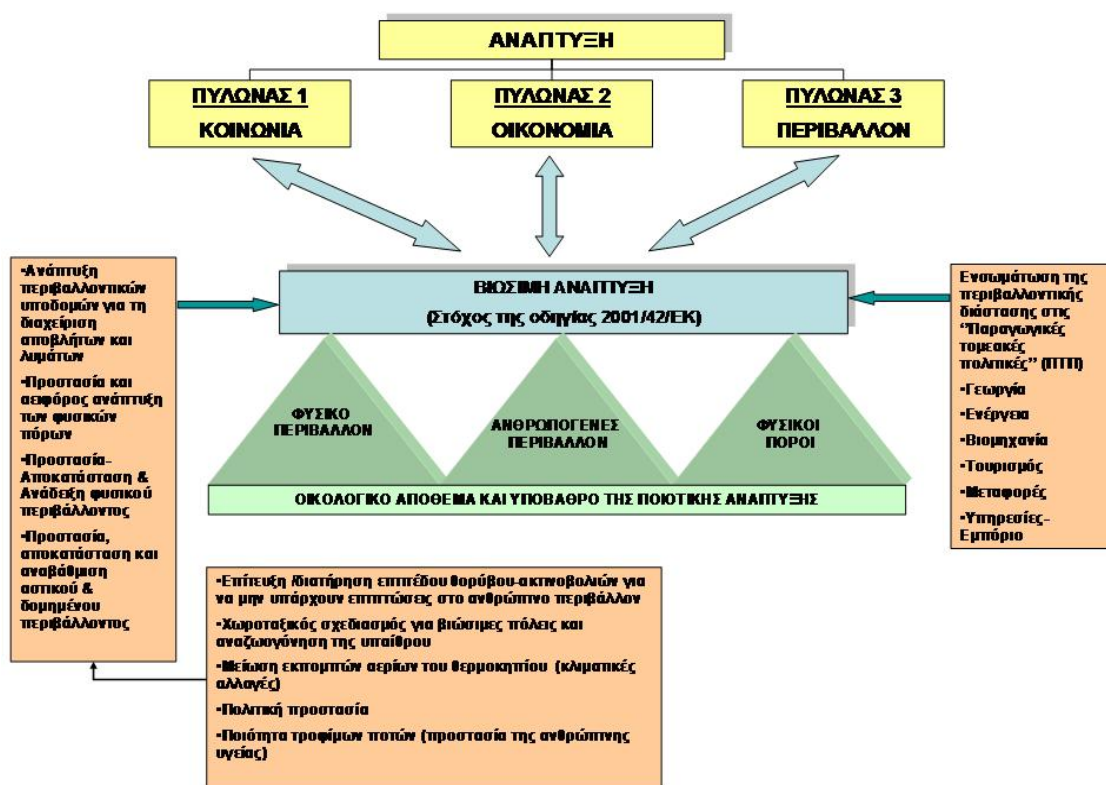 ΑΝΑΠΤΥΞΗ
ΠΥΛΩΝΑΣ 1
ΚΟΙΝΩΝΙΑ
ΠΥΛΩΝΑΣ 2
ΟΙΚΟΝΟΜΙΑ
ΠΥΛΩΝΑΣ 3
ΠΕΡΙΒΑΛΛΟΝ
ΒΙΩΣΙΜΗ ΑΝΑΠΤΥΞΗ
(Στόχος της οδηγίας 2001/42/ΕΚ)
•Ανάπτυξη
περιβαλλοντικών
υποδομών για τη
διαχείριση
αποβλήτων και
λυμάτων
•Προστασία και
αειφόρος ανάπτυξη
των φυσικών
πόρων
•Προστασία-
Αποκατάσταση &
Ανάδειξη φυσικού
περιβάλλοντος
•Προστασία,
αποκατάσταση και
αναβάθμιση
αστικού &
δομημένου
περιβάλλοντος
ΦΥΣΙΚΟ
ΠΕΡΙΒΑΛΛΟΝ
ΑΝΘΡΩΠΟΓΕΝΕΣ
ΠΕΡΙΒΑΛΛΟΝ
ΦΥΣΙΚΟΙ
ΠΟΡΟΙ
ΟΙΚΟΛΟΓΙΚΟ ΑΠΟΘΕΜΑ ΚΑΙ ΥΠΟΒΑΘΡΟ ΤΗΣ ΠΟΙΟΤΙΚΗΣ ΑΝΑΠΤΥΞΗΣ
Ενσωμάτωση της
περιβαλλοντικής
διάστασης στις
“Παραγωγικές
τομεακές
πολιτικές” (ΠΤΠ)
•Γεωργία
•Ενέργεια
•Βιομηχανία
•Τουρισμός
•Μεταφορές
•Υπηρεσίες-
Εμπόριο
•Επίτευξη /διατήρηση επιπέδου θορύβου-ακτινοβολιών για
να μην υπάρχουν επιπτώσεις στο ανθρώπινο περιβάλλον
•Χωροταξικός σχεδιασμός για βιώσιμες πόλεις και
αναζωογόνηση της υπαίθρου
•Μείωση εκπομπών αερίων του θερμοκηπίου (κλιματικές
αλλαγές)
•Πολιτική προστασία
•Ποιότητα τροφίμων ποτών (προστασία της ανθρώπινης
υγείας)